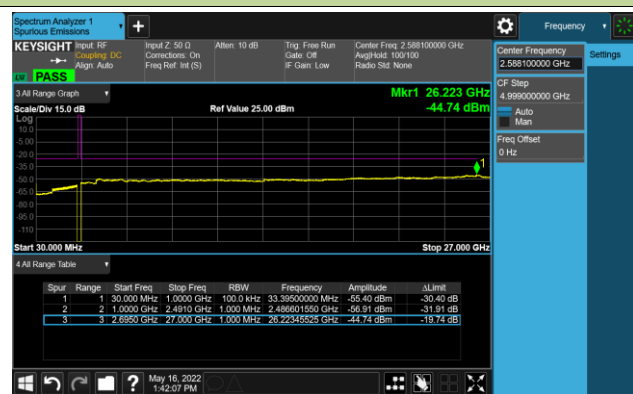 Spectrum Analyzer 1
Spurious Emissions
Frequency
KEYSIGHT
Input: RF
Coupling: DC
Align: Auto
Input Z: 50 Ω
Corrections: On
Freq Ref: Int (S)
Atten: 10 dB
Trig: Free Run
Gate: Off
IF Gain: Low
Center Freq: 2.588100000 GHz
Avg|Hold: 100/100
Radio Std: None
PASS
Center Frequency
2.588100000 GHz
Settings
CF Step
4.999000000 GHz
Auto
Man
Freq Offset
0 Hz
3 All Range Graph
Mkr1 26.223 GHz
Scale/Div 15.0 dB
Ref Value 25.00 dBm
-44.74 dBm
Log
10.0
-5.00
-20.0
-35.0
-50.0
-65.0
-80.0
-95.0
-110
1
Start 30.000 MHz
Stop 27.000 GHz
4 All Range Table
Spur Range Start Freq Stop Freq RBW Frequency Amplitude ΔLimit
1 1 30.000 MHz 1.0000 GHz 100.0 kHz 33.39500000 MHz -55.40 dBm -30.40 dB
2 2 1.0000 GHz 2.4910 GHz 1.000 MHz 2.486601550 GHz -56.91 dBm -31.91 dB
3 3 2.6950 GHz 27.000 GHz 1.000 MHz 26.22345525 GHz -44.74 dBm -19.74 dB
May 16, 2022
1:42:07 PM